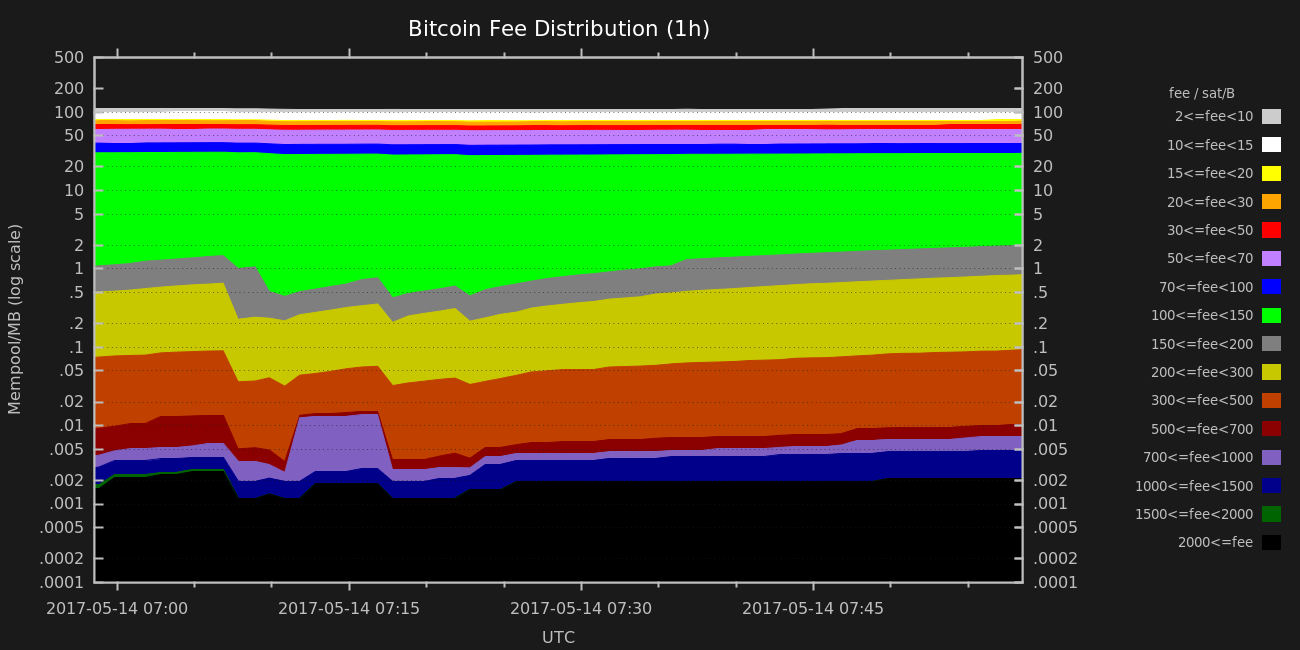 Bitcoin Fee Distribution (1h)
Mempool/MB (log scale)
500
200
100
50
20
10
5
2
1
.5
.2
.1
.05
.02
.01
.005
.002
.001
.0005
.0002
.0001
500
200
100
50
20
10
5
2
1
.5
.2
.1
.05
.02
.01
.005
.002
.001
.0005
.0002
.0001
fee / sat/B
2<=fee<10
10<=fee<15
15<=fee<20
20<=fee<30
30<=fee<50
50<=fee<70
70<=fee<100
100<=fee<150
150<=fee<200
200<=fee<300
300<=fee<500
500<=fee<700
700<=fee<1000
1000<=fee<1500
1500<=fee<2000
2000<=fee
2017-05-14 07:00 2017-05-14 07:15 2017-05-14 07:30 2017-05-14 07:45
UTC